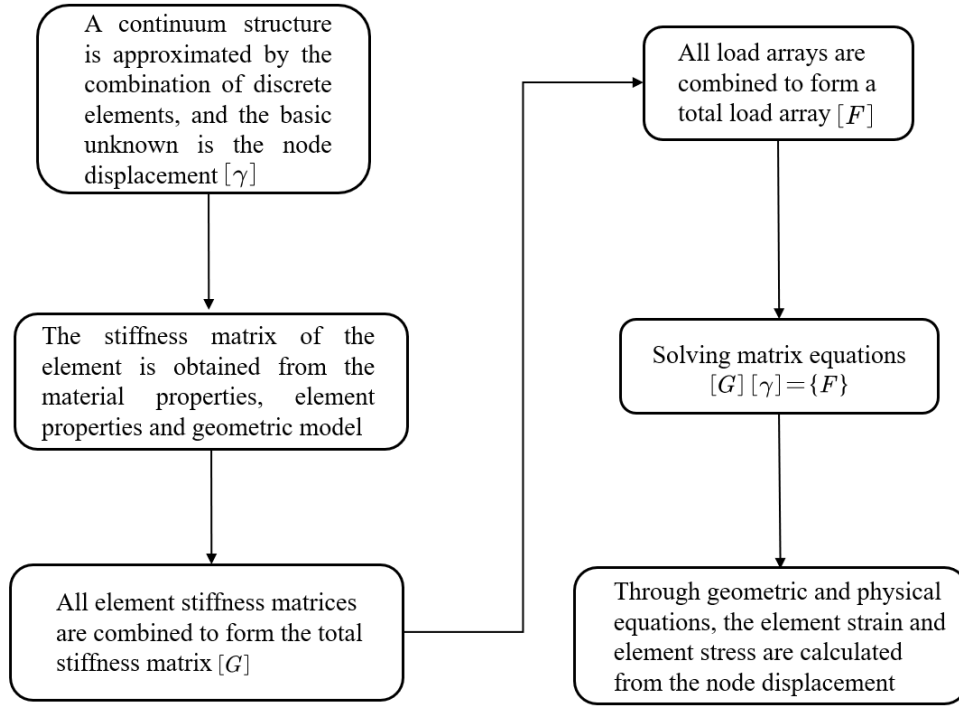 A continuum structure
is approximated by the
combination of discrete
elements, and the basic
unknown is the node
displacement [γ]
The stiffness matrix of the
element is obtained from the
material properties, element
properties and geometric model
All element stiffness matrices
are combined to form the total
stiffness matrix [G]
All load arrays are
combined to form a
total load array [F]
Solving matrix equations
[G] [γ]={F}
Through geometric and physical
equations, the element strain and
element stress are calculated
from the node displacement